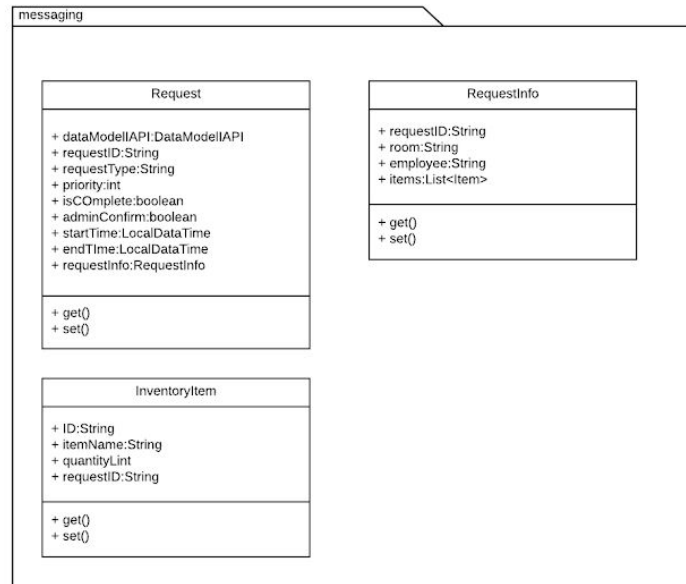 messaging
Request
+ dataModelIAPI:DataModelIAPI
+ requestID:String
+ requestType:String
+ priority:int
+ isCOmplete:boolean
+ adminConfirm:boolean
+ startTime:LocalDataTime
+ endTIme:LocalDataTime
+ requestInfo:RequestInfo
+ get()
+ set()
RequestInfo
+ requestID:String
+ room:String
+ employee:String
+ items:List<Item>
+ get()
+ set()
InventoryItem
+ ID:String
+ itemName:String
+ quantityLint
+ requestID:String
+ get()
+ set()